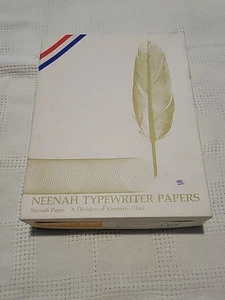 NEENAH TYPEWRITER PAPERS
Neenah Paper A Division of Kimberly-Clark